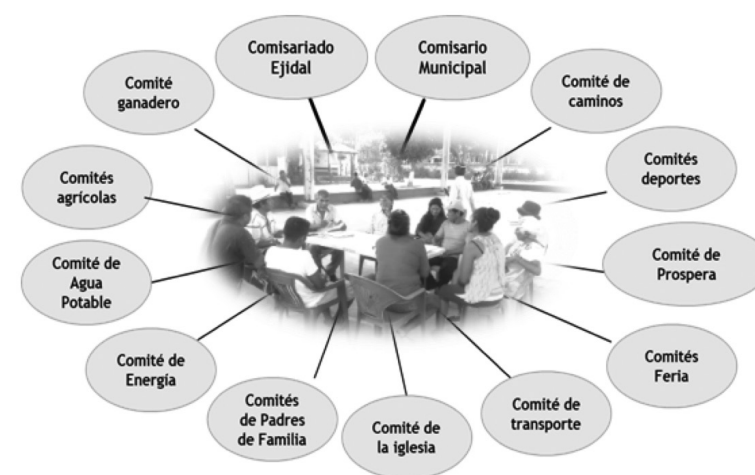 Comisariado
Ejidal
Comisario
Municipal
Comité
ganadero
Comité de
caminos
Comités
agrícolas
Comités
deportes
Comité de
Agua
Potable
Comité de
Prospera
Comité de
Energía
Comités
Feria
Comités
de Padres
de Familia
Comité de
la iglesia
Comité de
transporte